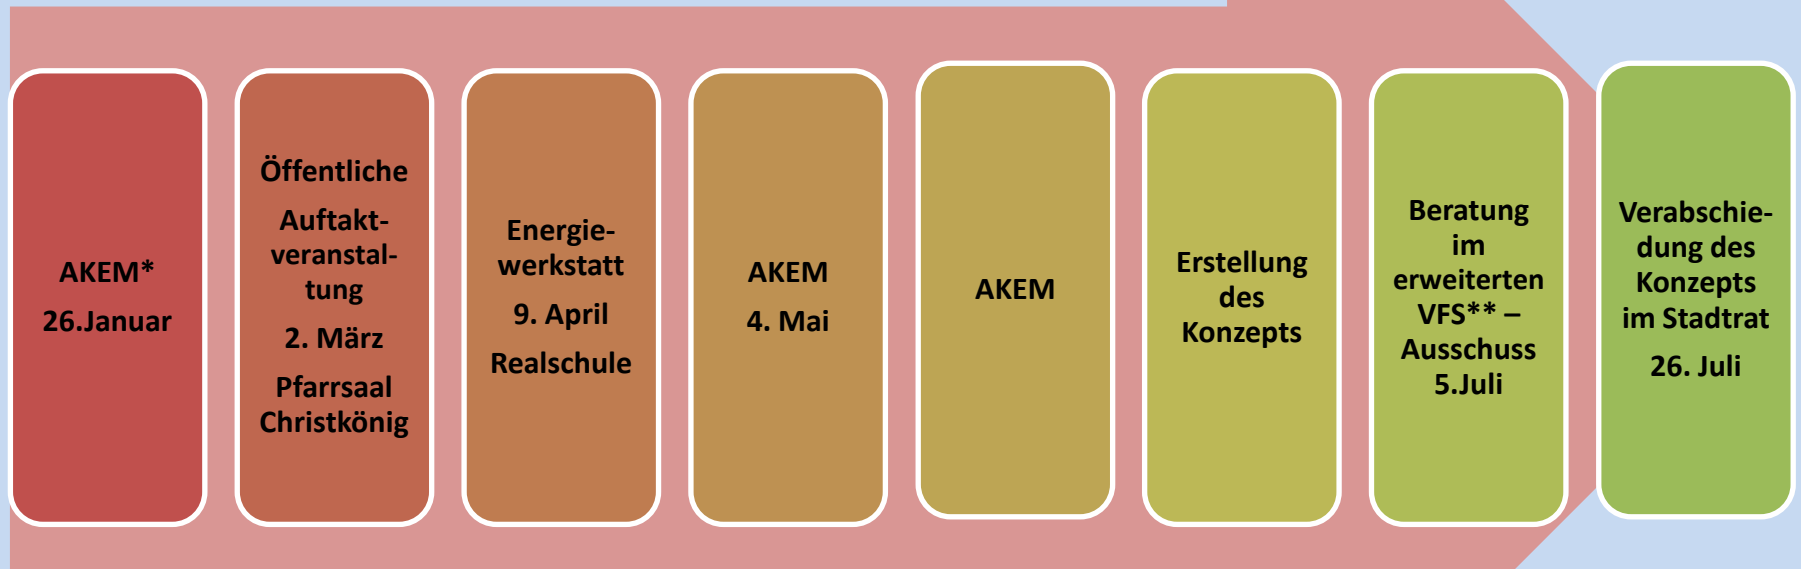 AKEM*
26.Januar
Öffentliche
Auftakt-
veranstal-
tung
2. März
Pfarrsaal
Christkönig
Energie-
werkstatt
9. April
Realschule
AKEM
4. Mai
AKEM
Erstellung
des
Konzepts
Beratung
im
erweiterten
VFS** –
Ausschuss
5.Juli
Verabschie-
dung des
Konzepts
im Stadtrat
26. Juli